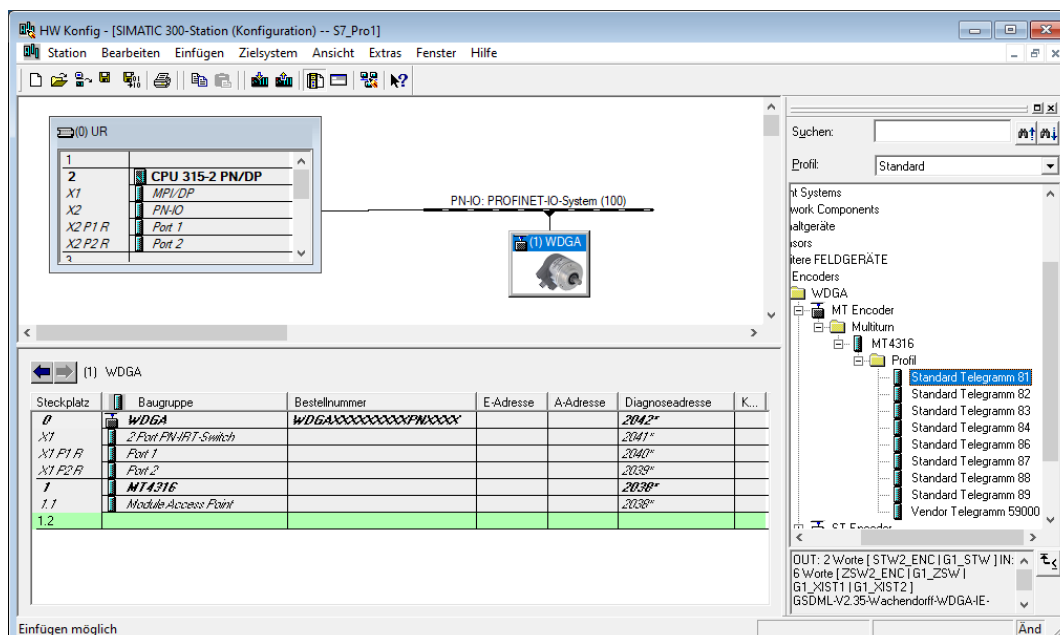 HW Konfig - [SIMATIC 300-Station (Konfiguration) -- S7_Pro1]
Station Bearbeiten Einfügen Zielsystem Ansicht Extras Fenster Hilfe
(0) UR
1
2 CPU 315-2 PN/DP
X1 MPI/DP
X2 PN-IO
X2 P1 R Port 1
X2 P2 R Port 2
3
PN-IO: PROFINET-IO-System (100)
(1) WDGA
Suchen:
Profil: Standard
nt Systems
work Components
altgeräte
sors
itere FELDGERÄTE
Encoders
WDGA
MT Encoder
Multiturn
MT4316
Profil
Standard Telegramm 81
Standard Telegramm 82
Standard Telegramm 83
Standard Telegramm 84
Standard Telegramm 86
Standard Telegramm 87
Standard Telegramm 88
Standard Telegramm 89
Vendor Telegramm 59000
ST Encoder
OUT: 2 Worte [ STW2_ENC | G1_STW ] IN:
6 Worte [ ZSW2_ENC | G1_ZSW |
G1_XIST1 | G1_XIST2 ]
GSDML-V2.35-Wachendorff-WDGA-IE-
(1) WDGA
Steckplatz Baugruppe Bestellnummer E-Adresse A-Adresse Diagnoseadresse K...
0 WDGA WDGAXXXXXXXXXPNXXXX 2042*
X1 2 Port PN-IRT-Switch 2041*
X1 P1 R Port 1 2040*
X1 P2 R Port 2 2039*
1 MT4316 2038*
1.1 Module Access Point 2038*
1.2
Einfügen möglich
Änd